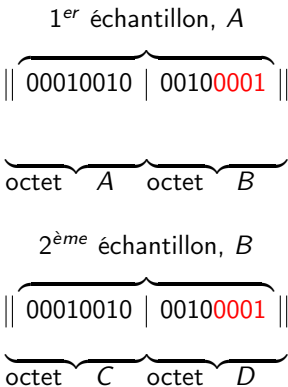 1er échantillon, A
|| 00010010 | 00100001 ||
octet A octet B
2ème échantillon, B
|| 00010010 | 00100001 ||
octet C octet D